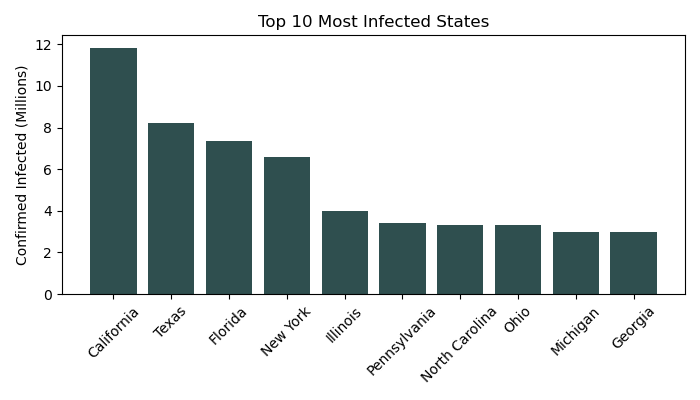 Top 10 Most Infected States
Confirmed Infected (Millions)
12
10
8
6
4
2
0
California
Texas
Florida
New York
Illinois
Pennsylvania
North Carolina
Ohio
Michigan
Georgia